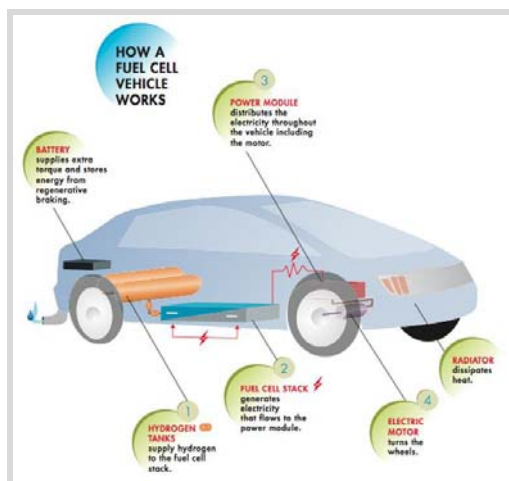 HOW A
FUEL CELL
VEHICLE
WORKS
3
POWER MODULE
distributes the
electricity throughout
the vehicle including
the motor.
BATTERY
supplies extra
torque and stores
energy from
regenerative
braking.
1
HYDROGEN
TANKS
supply hydrogen
to the fuel cell
stack.
2
FUEL CELL STACK
generates
electricity
that flows to the
power module.
4
ELECTRIC
MOTOR
turns the
wheels.
RADIATOR
dissipates
heat.